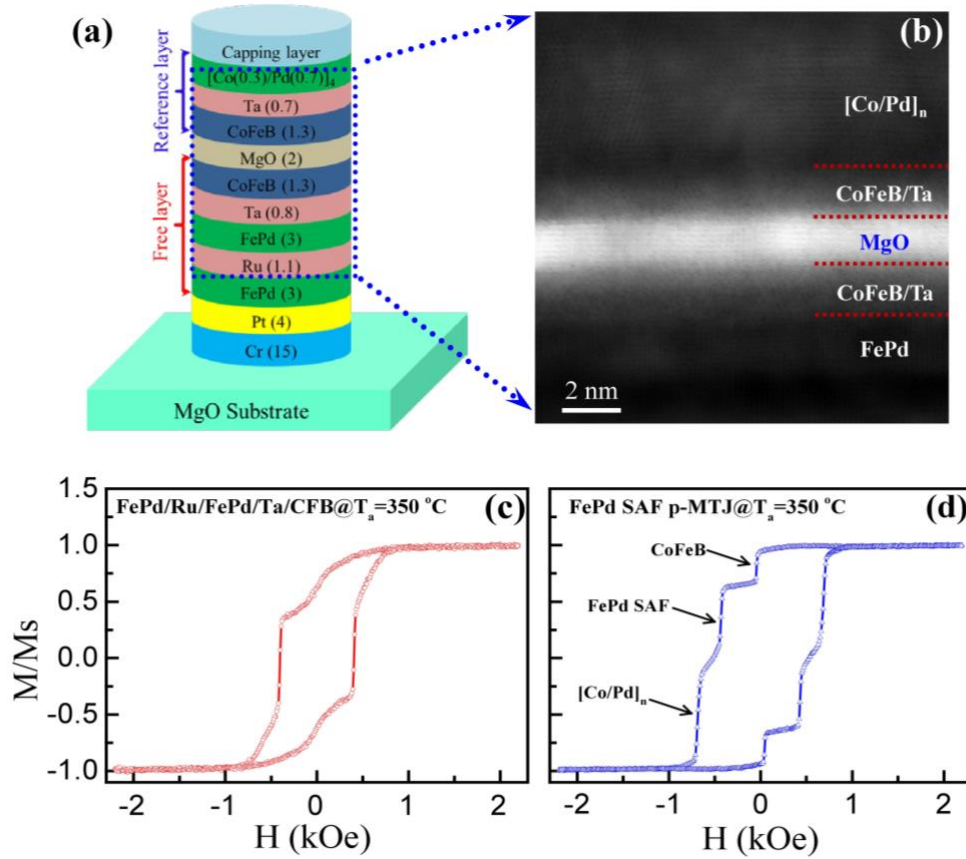 (a)
Capping layer
[Co(0.3)/Pd(0.7)]4
Ta (0.7)
CoFeB (1.3)
MgO (2)
CoFeB (1.3)
Ta (0.8)
FePd (3)
Ru (1.1)
FePd (3)
Pt (4)
Cr (15)
MgO Substrate
Reference layer
Free layer
(b)
[Co/Pd]n
CoFeB/Ta
MgO
CoFeB/Ta
FePd
2 nm
FePd/Ru/FePd/Ta/CFB@Ta=350 °C
(c)
1.5
1.0
0.5
0.0
-0.5
-1.0
M/Ms
-2
-1
0
1
2
H (kOe)
FePd SAF p-MTJ@Ta=350 °C
(d)
CoFeB
FePd SAF
[Co/Pd]n
-2
-1
0
1
2
H (kOe)